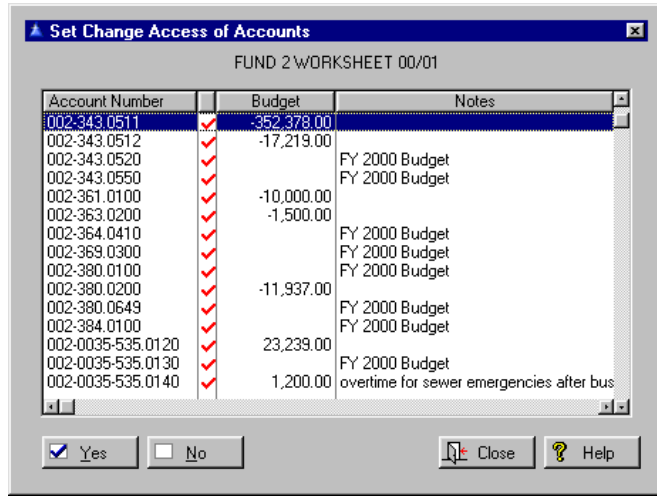 Set Change Access of Accounts
FUND 2 WORKSHEET 00/01
Account Number Budget Notes
002-343.0511 -352,378.00
002-343.0512 -17,219.00
002-343.0520 FY 2000 Budget
002-343.0550 FY 2000 Budget
002-361.0100 -10,000.00
002-363.0200 -1,500.00
002-364.0410 FY 2000 Budget
002-369.0300 FY 2000 Budget
002-380.0100 FY 2000 Budget
002-380.0200 -11,937.00
002-380.0649 FY 2000 Budget
002-384.0100 FY 2000 Budget
002-0035-535.0120 23,239.00
002-0035-535.0130 FY 2000 Budget
002-0035-535.0140 1,200.00 overtime for sewer emergencies after bus
Yes No Close Help